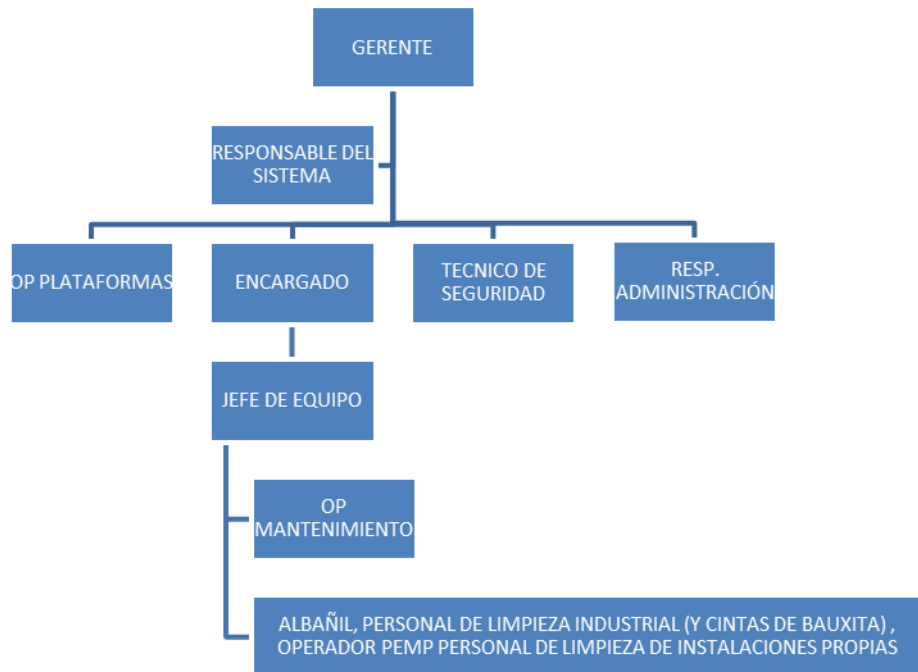 GERENTE
RESPONSABLE DEL
SISTEMA
OP PLATAFORMAS
ENCARGADO
TECNICO DE
SEGURIDAD
RESP.
ADMINISTRACIÓN
JEFE DE EQUIPO
OP
MANTENIMIENTO
ALBAÑIL, PERSONAL DE LIMPIEZA INDUSTRIAL (Y CINTAS DE BAUXITA) ,
OPERADOR PEMP PERSONAL DE LIMPIEZA DE INSTALACIONES PROPIAS